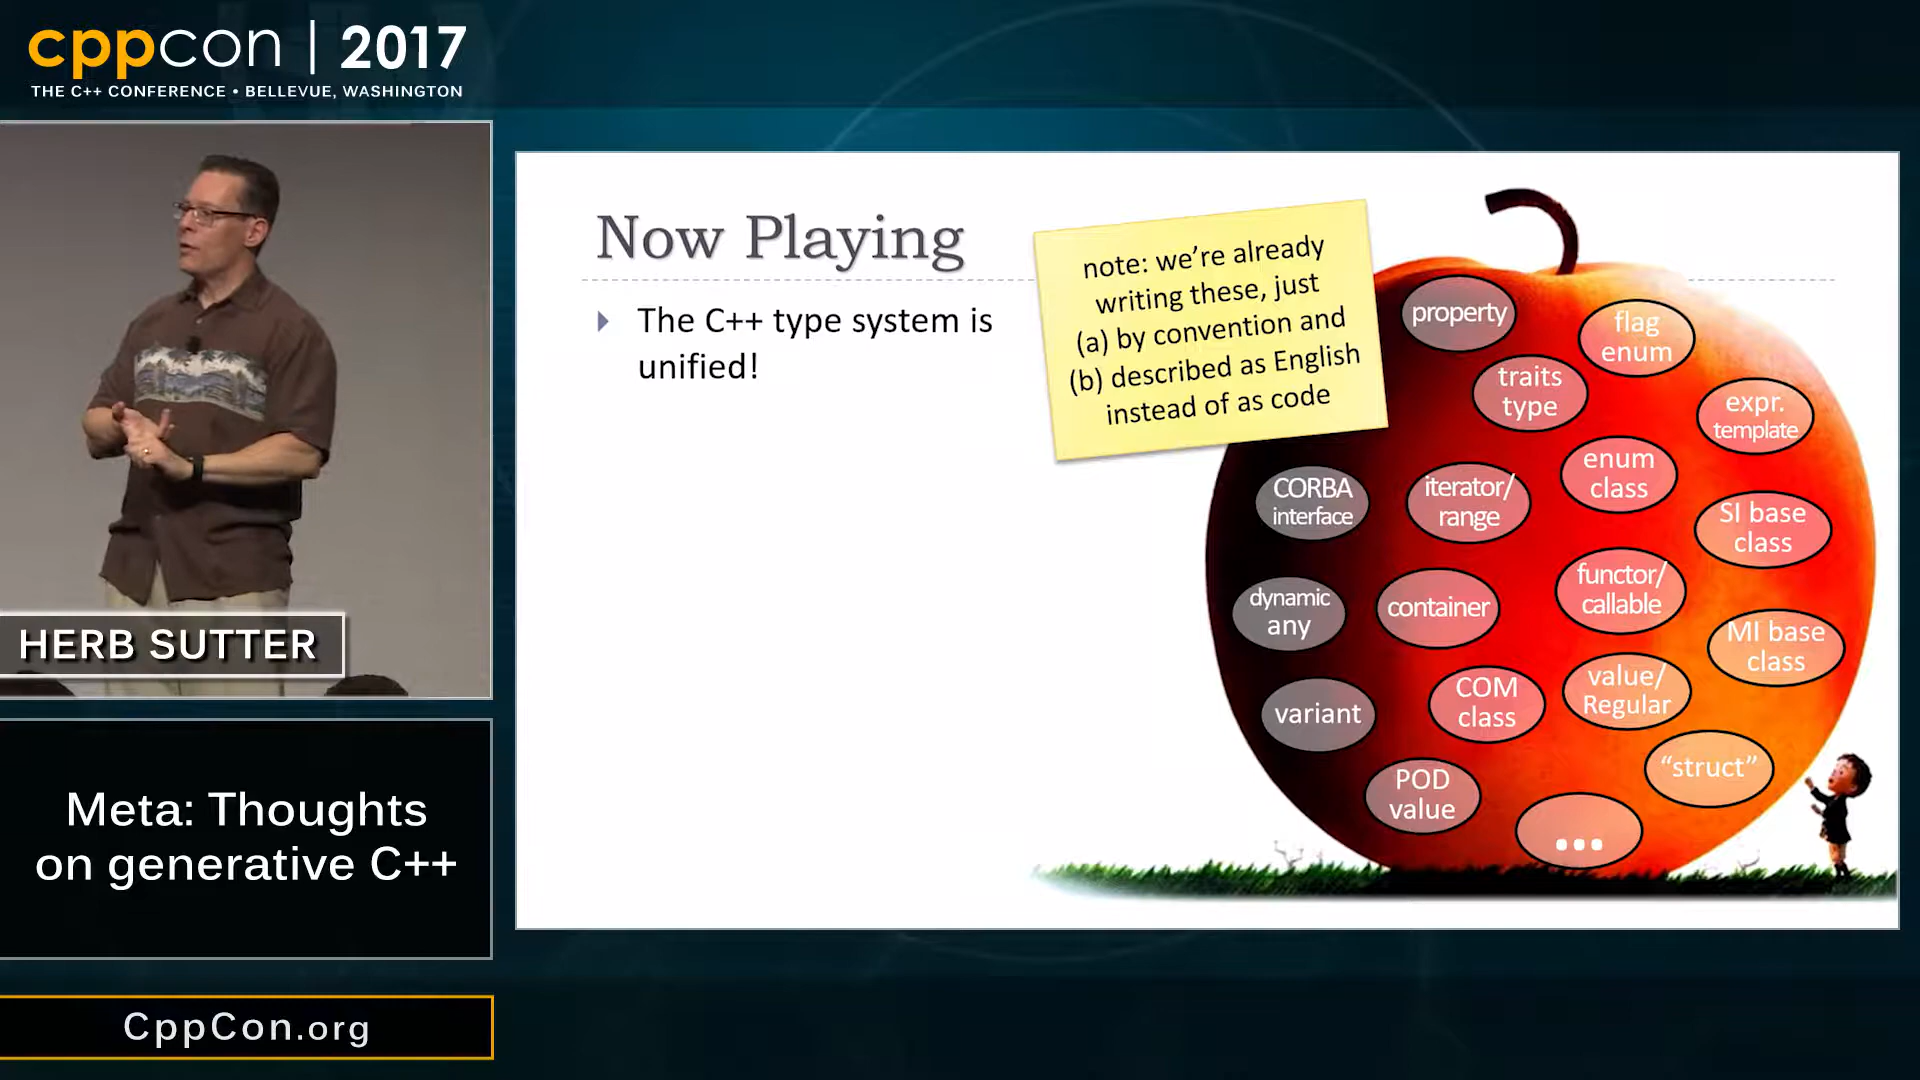 cppcon | 2017
THE C++ CONFERENCE • BELLEVUE, WASHINGTON
HERB SUTTER
Meta: Thoughts
on generative C++
CppCon.org
Now Playing
The C++ type system is
unified!
note: we’re already
writing these, just
(a) by convention and
(b) described as English
instead of as code
property
flag
enum
traits
type
expr.
template
enum
class
CORBA
interface
iterator/
range
SI base
class
functor/
callable
dynamic
any
container
MI base
class
value/
Regular
COM
class
variant
“struct”
POD
value
...